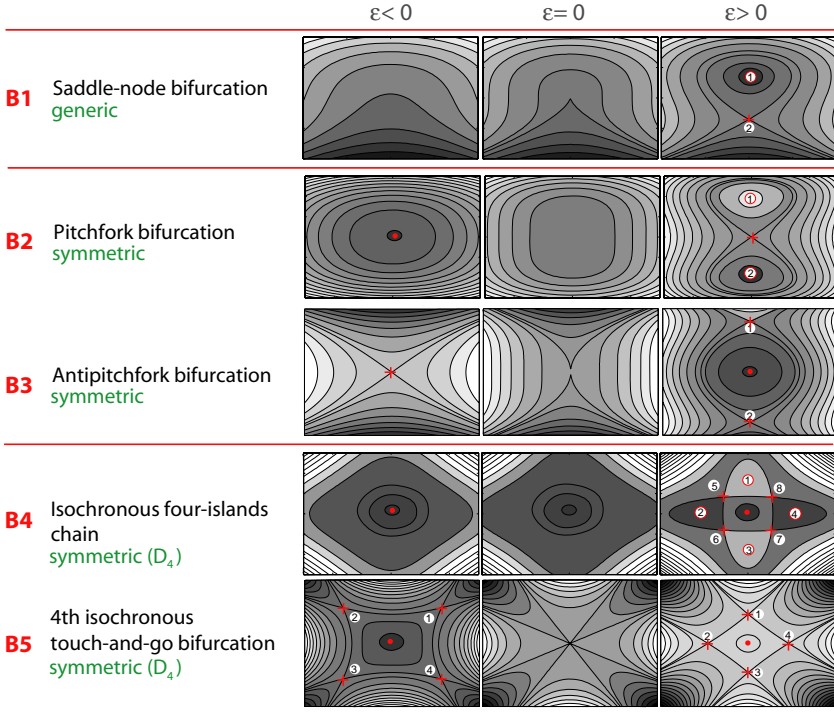 ε< 0 ε= 0 ε> 0
B1 Saddle-node bifurcation
generic
1
2
B2 Pitchfork bifurcation
symmetric
1
2
B3 Antipitchfork bifurcation
symmetric
1
2
B4 Isochronous four-islands
chain
symmetric (D4)
1
5 8
2 4
6 7
3
B5 4th isochronous
touch-and-go bifurcation
symmetric (D4)
2 1
3 4
1
2 4
3